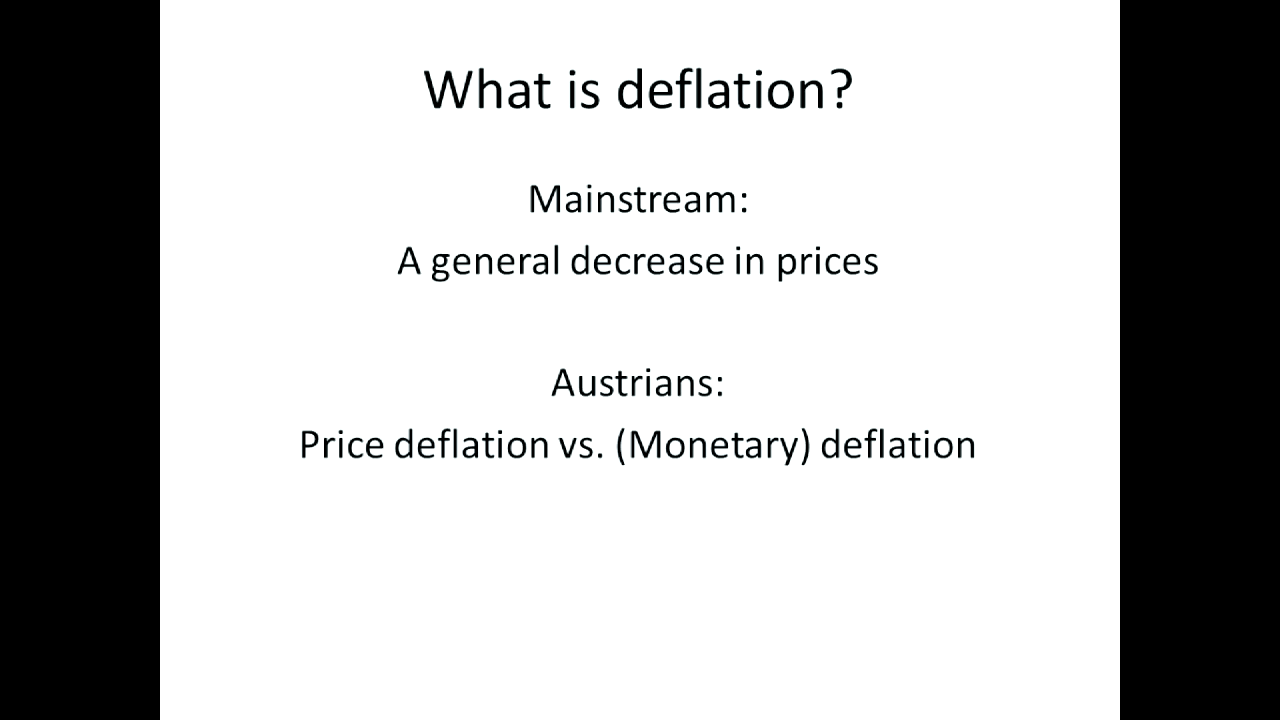 What is deflation?
Mainstream:
A general decrease in prices
Austrians:
Price deflation vs. (Monetary) deflation